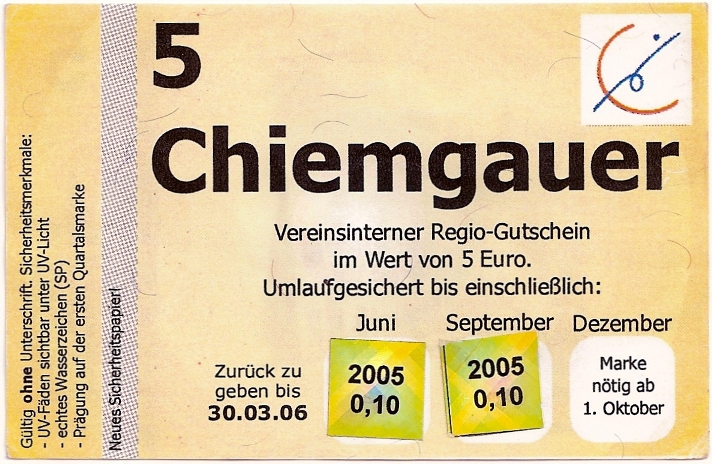 5
Chiemgauer
Vereinsinterner Regio-Gutschein
im Wert von 5 Euro.
Umlaufgesichert bis einschließlich:
Juni September Dezember
Zurück zu
geben bis
30.03.06
2005
0,10
2005
0,10
Marke
nötig ab
1. Oktober
Gültig ohne Unterschrift. Sicherheitsmerkmale:
- UV-Fäden sichtbar unter UV-Licht
- echtes Wasserzeichen (SP)
- Prägung auf der ersten Quartalsmarke
Neues Sicherheitspapier!